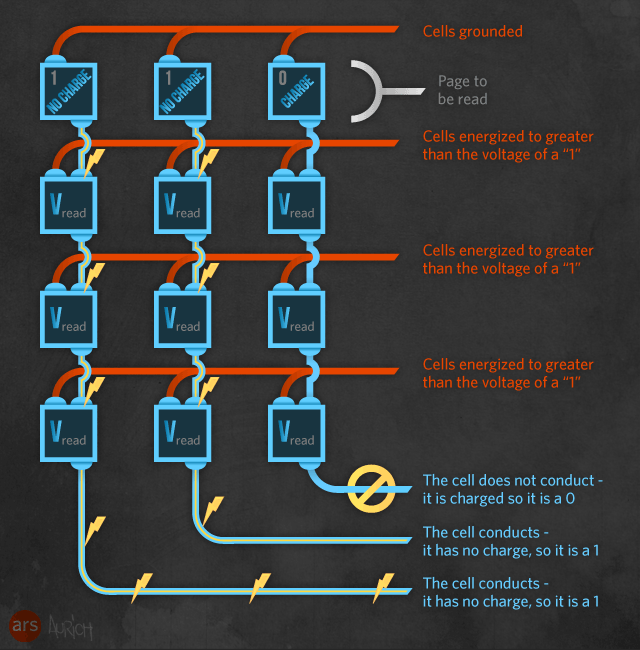 Cells grounded
1
NO CHARGE
1
NO CHARGE
0
CHARGE
Page to
be read
Cells energized to greater
than the voltage of a “1”
Vread
Vread
Vread
Cells energized to greater
than the voltage of a “1”
Vread
Vread
Vread
Cells energized to greater
than the voltage of a “1”
Vread
Vread
Vread
The cell does not conduct -
it is charged so it is a 0
The cell conducts -
it has no charge, so it is a 1
The cell conducts -
it has no charge, so it is a 1
ars
AURICH